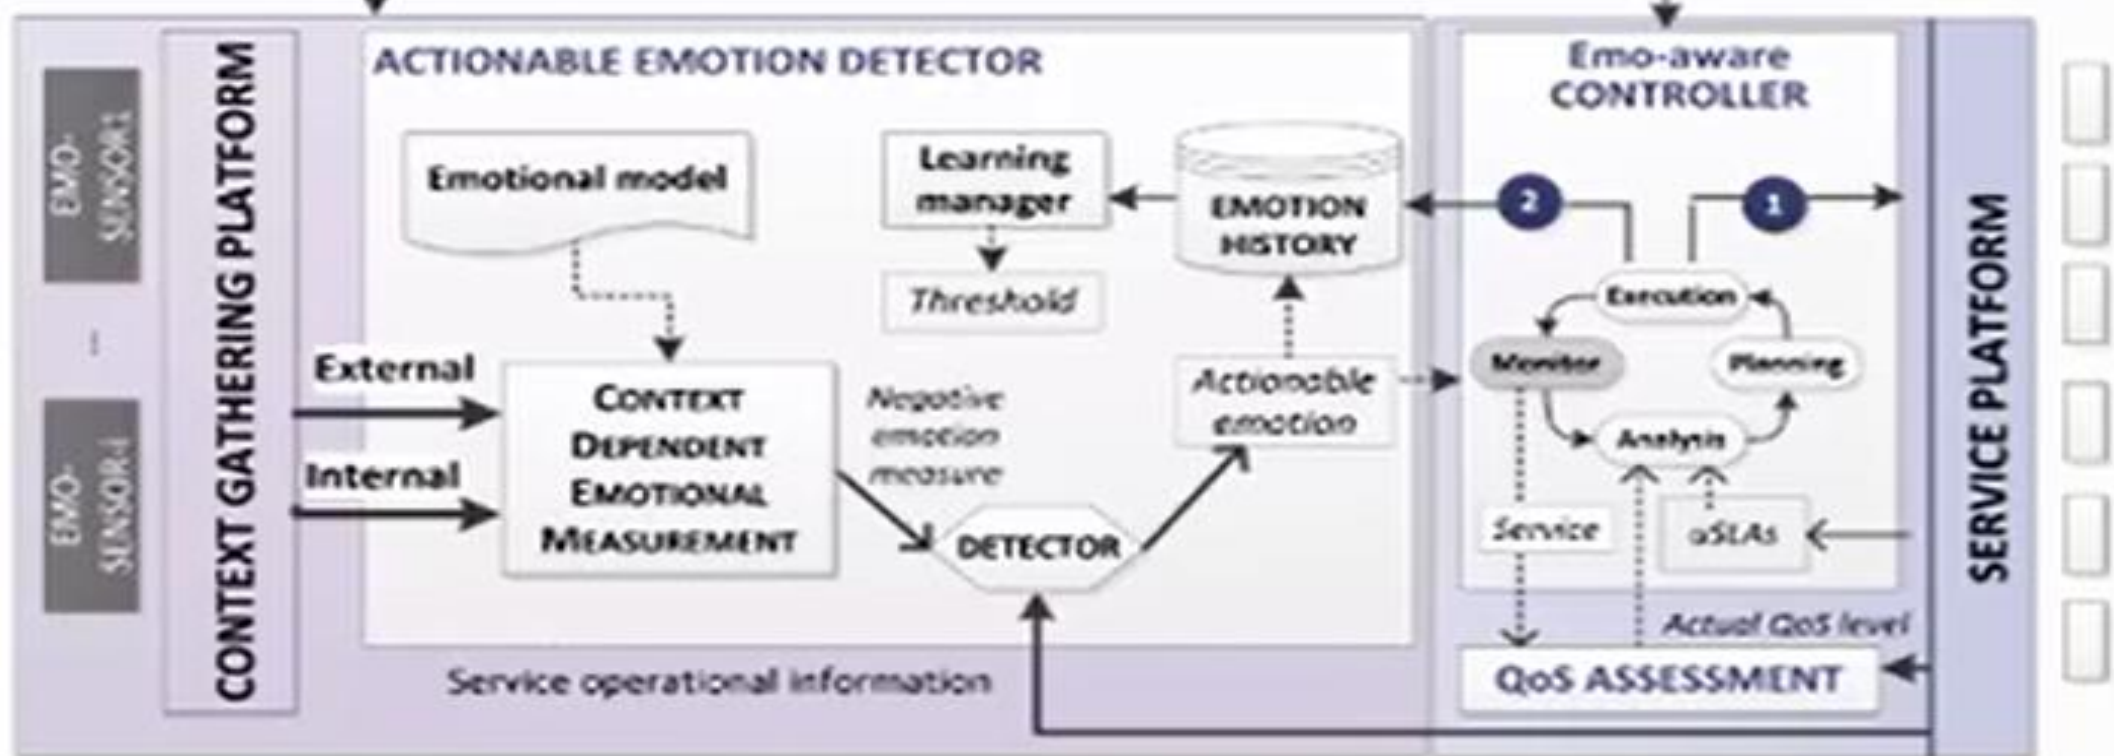 EMO-
SENSOR1
...
EMO-
SENSORi
CONTEXT GATHERING PLATFORM
ACTIONABLE EMOTION DETECTOR
Emotional model
Learning
manager
Threshold
EMOTION
HISTORY
External
Internal
CONTEXT
DEPENDENT
EMOTIONAL
MEASUREMENT
Negative
emotion
measure
DETECTOR
Actionable
emotion
Service operational information
Emo-aware
CONTROLLER
2
1
Execution
Monitor
Planning
Analysis
Service
αSLAs
Actual QoS level
QoS ASSESSMENT
SERVICE PLATFORM